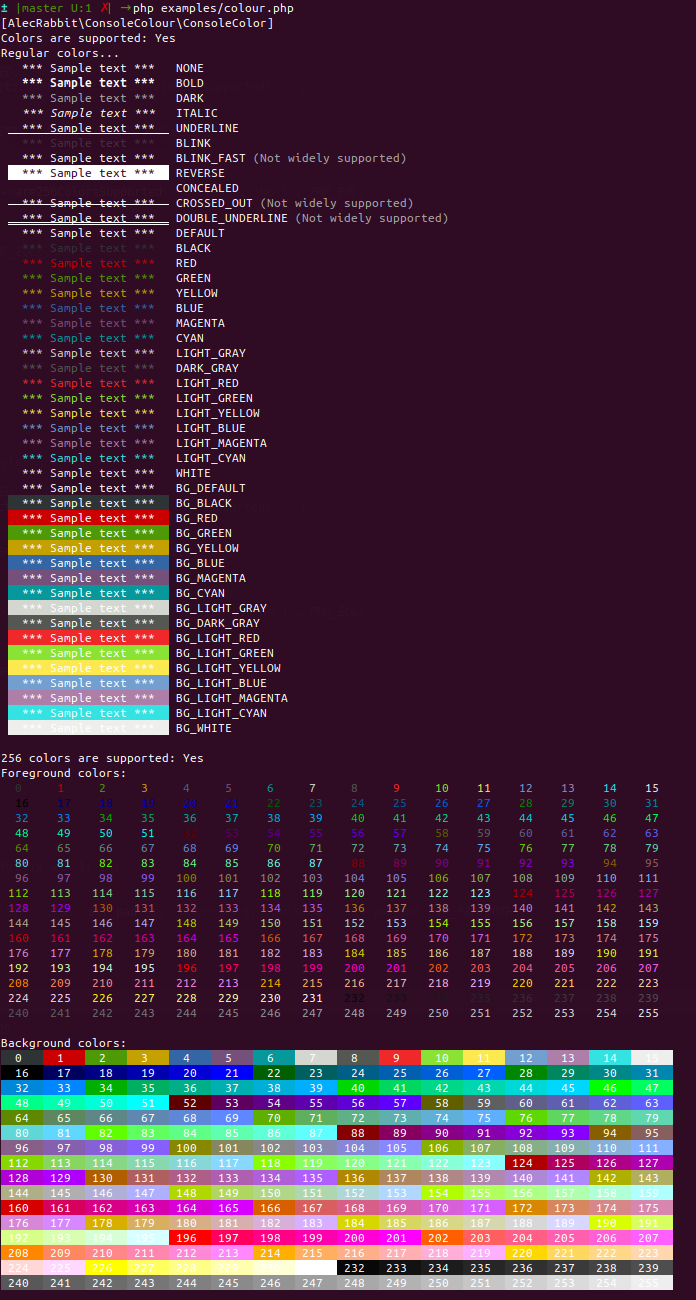 ± |master U:1 ✗| →php examples/colour.php
[AlecRabbit\ConsoleColour\ConsoleColor]
Colors are supported: Yes
Regular colors...
*** Sample text *** NONE
*** Sample text *** BOLD
*** Sample text *** DARK
*** Sample text *** ITALIC
*** Sample text *** UNDERLINE
*** Sample text *** BLINK
*** Sample text *** BLINK_FAST (Not widely supported)
*** Sample text *** REVERSE
CONCEALED
*** Sample text *** CROSSED_OUT (Not widely supported)
*** Sample text *** DOUBLE_UNDERLINE (Not widely supported)
*** Sample text *** DEFAULT
*** Sample text *** BLACK
*** Sample text *** RED
*** Sample text *** GREEN
*** Sample text *** YELLOW
*** Sample text *** BLUE
*** Sample text *** MAGENTA
*** Sample text *** CYAN
*** Sample text *** LIGHT_GRAY
*** Sample text *** DARK_GRAY
*** Sample text *** LIGHT_RED
*** Sample text *** LIGHT_GREEN
*** Sample text *** LIGHT_YELLOW
*** Sample text *** LIGHT_BLUE
*** Sample text *** LIGHT_MAGENTA
*** Sample text *** LIGHT_CYAN
*** Sample text *** WHITE
*** Sample text *** BG_DEFAULT
*** Sample text *** BG_BLACK
*** Sample text *** BG_RED
*** Sample text *** BG_GREEN
*** Sample text *** BG_YELLOW
*** Sample text *** BG_BLUE
*** Sample text *** BG_MAGENTA
*** Sample text *** BG_CYAN
*** Sample text *** BG_LIGHT_GRAY
*** Sample text *** BG_DARK_GRAY
*** Sample text *** BG_LIGHT_RED
*** Sample text *** BG_LIGHT_GREEN
*** Sample text *** BG_LIGHT_YELLOW
*** Sample text *** BG_LIGHT_BLUE
*** Sample text *** BG_LIGHT_MAGENTA
*** Sample text *** BG_LIGHT_CYAN
*** Sample text *** BG_WHITE
256 colors are supported: Yes
Foreground colors:
0 1 2 3 4 5 6 7 8 9 10 11 12 13 14 15
16 17 18 19 20 21 22 23 24 25 26 27 28 29 30 31
32 33 34 35 36 37 38 39 40 41 42 43 44 45 46 47
48 49 50 51 52 53 54 55 56 57 58 59 60 61 62 63
64 65 66 67 68 69 70 71 72 73 74 75 76 77 78 79
80 81 82 83 84 85 86 87 88 89 90 91 92 93 94 95
96 97 98 99 100 101 102 103 104 105 106 107 108 109 110 111
112 113 114 115 116 117 118 119 120 121 122 123 124 125 126 127
128 129 130 131 132 133 134 135 136 137 138 139 140 141 142 143
144 145 146 147 148 149 150 151 152 153 154 155 156 157 158 159
160 161 162 163 164 165 166 167 168 169 170 171 172 173 174 175
176 177 178 179 180 181 182 183 184 185 186 187 188 189 190 191
192 193 194 195 196 197 198 199 200 201 202 203 204 205 206 207
208 209 210 211 212 213 214 215 216 217 218 219 220 221 222 223
224 225 226 227 228 229 230 231 232 233 235 236 237 238 239
240 241 242 243 244 245 246 247 248 249 250 251 252 253 254 255
Background colors:
0 1 2 3 4 5 6 7 8 9 10 11 12 13 14 15
16 17 18 19 20 21 22 23 24 25 26 27 28 29 30 31
32 33 34 35 36 37 38 39 40 41 42 43 44 45 46 47
48 49 50 51 52 53 54 55 56 57 58 59 60 61 62 63
64 65 66 67 68 69 70 71 72 73 74 75 76 77 78 79
80 81 82 83 84 85 86 87 88 89 90 91 92 93 94 95
96 97 98 99 100 101 102 103 104 105 106 107 108 109 110 111
112 113 114 115 116 117 118 119 120 121 122 123 124 125 126 127
128 129 130 131 132 133 134 135 136 137 138 139 140 141 142 143
144 145 146 147 148 149 150 151 152 153 154 155 156 157 158 159
160 161 162 163 164 165 166 167 168 169 170 171 172 173 174 175
176 177 178 179 180 181 182 183 184 185 186 187 188 189 190 191
192 193 194 195 196 197 198 199 200 201 202 203 204 205 206 207
208 209 210 211 212 213 214 215 216 217 218 219 220 221 222 223
224 225 226 227 228 229 230 232 233 234 235 236 237 238 239
240 241 242 243 244 245 246 247 248 249 250 251 252 253 254 255